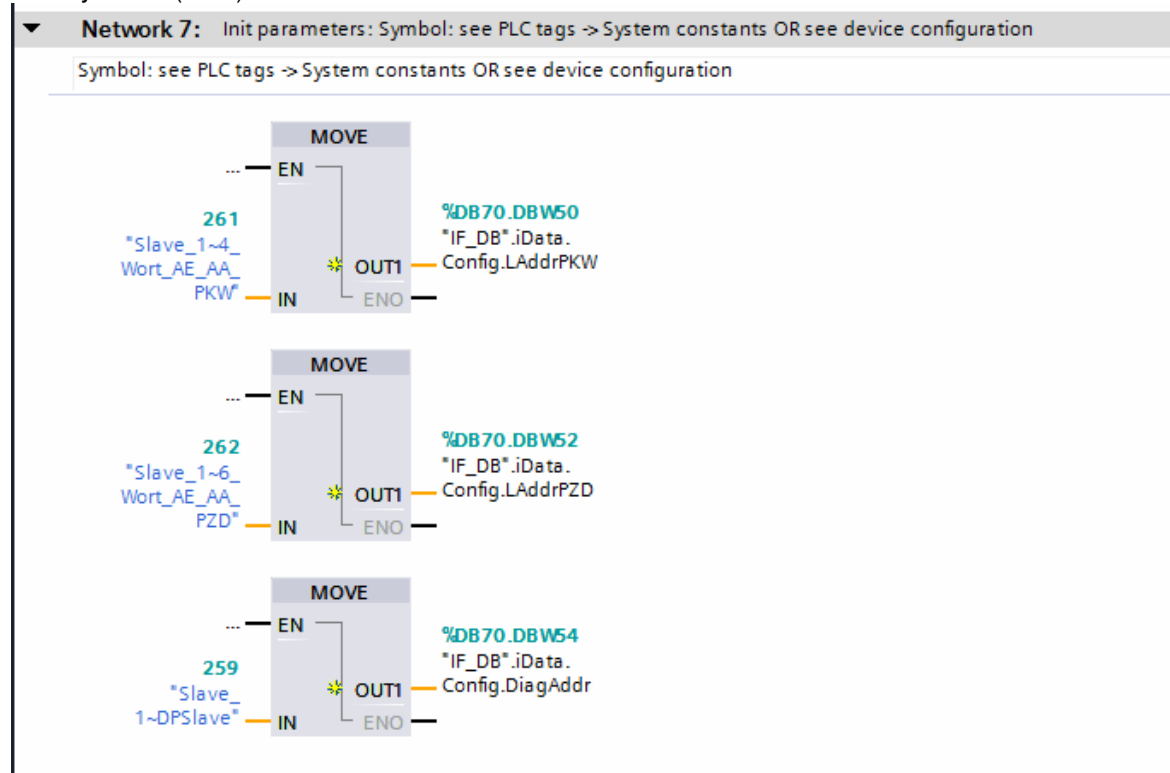 Network 7: Init parameters: Symbol: see PLC tags -> System constants OR see device configuration
Symbol: see PLC tags -> System constants OR see device configuration
MOVE
... EN
261
"Slave_1~4_
Wort_AE_AA_
PKW" IN
%DB70.DBW50
"IF_DB".iData.
OUT1 Config.LAddrPKW
ENO
MOVE
... EN
262
"Slave_1~6_
Wort_AE_AA_
PZD" IN
%DB70.DBW52
"IF_DB".iData.
OUT1 Config.LAddrPZD
ENO
MOVE
... EN
259
"Slave_
1~DPSlave" IN
%DB70.DBW54
"IF_DB".iData.
OUT1 Config.DiagAddr
ENO